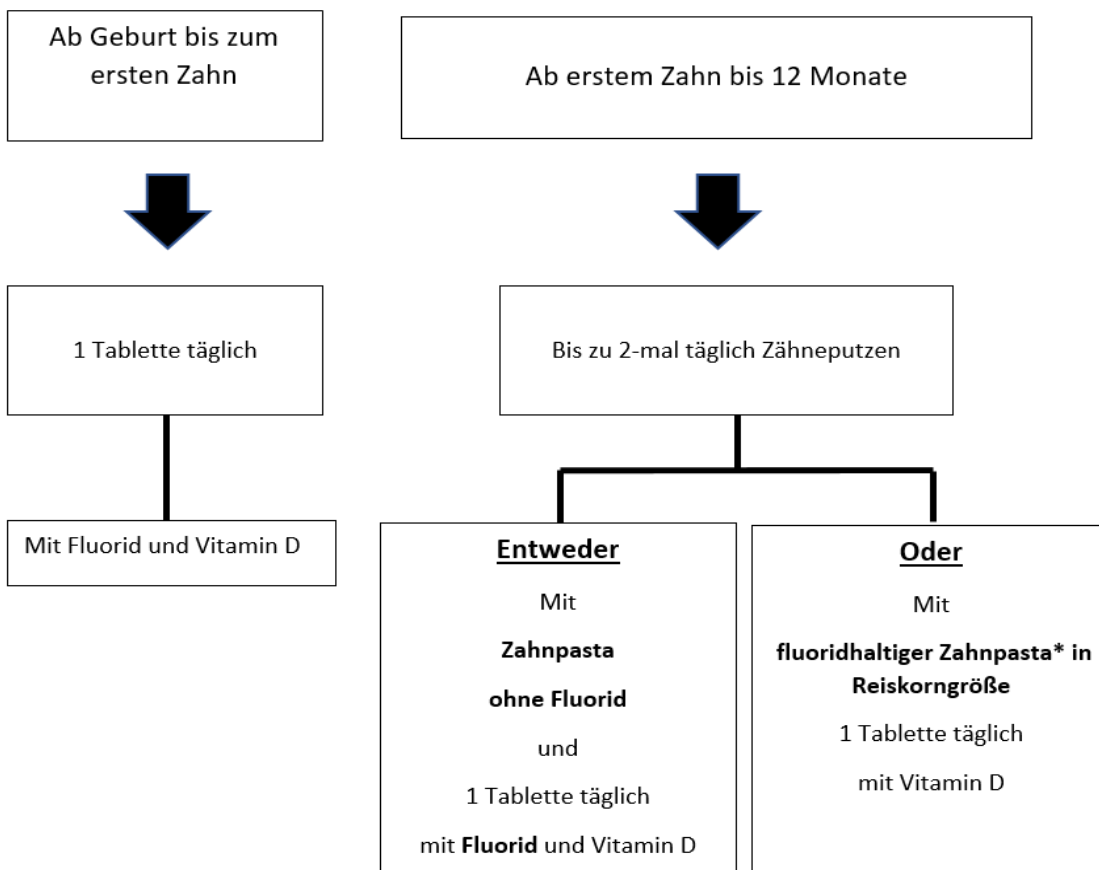 Ab Geburt bis zum
ersten Zahn
Ab erstem Zahn bis 12 Monate
1 Tablette täglich
Bis zu 2-mal täglich Zähneputzen
Mit Fluorid und Vitamin D
Entweder
Mit
Zahnpasta
ohne Fluorid
und
1 Tablette täglich
mit Fluorid und Vitamin D
Oder
Mit
fluoridhaltiger Zahnpasta* in
Reiskorngröße
1 Tablette täglich
mit Vitamin D